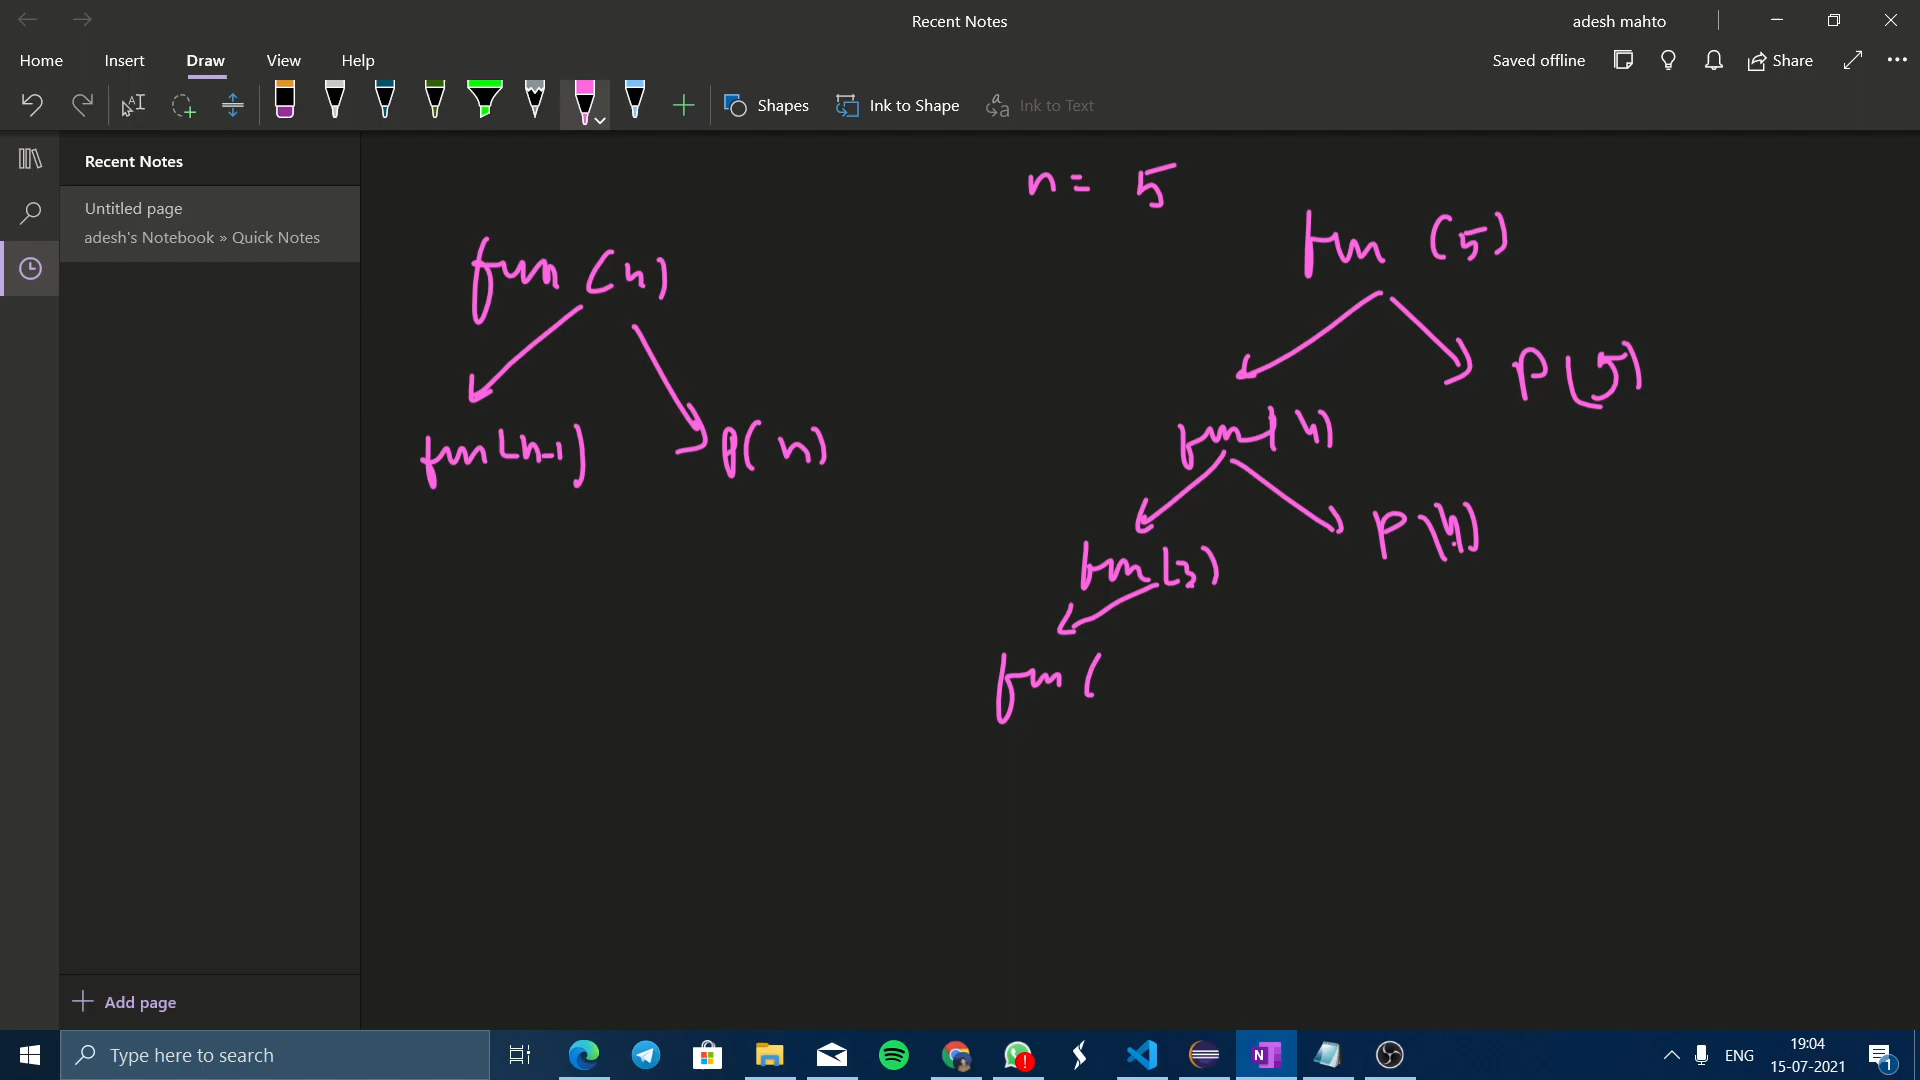 Recent Notes
adesh mahto
Home
Insert
Draw
View
Help
Saved offline
Share
Shapes
Ink to Shape
Ink to Text
Recent Notes
Untitled page
adesh's Notebook » Quick Notes
n = 5
fun (n)
fun (5)
fun(n-1)
P(n)
fun(4)
P(5)
fun(3)
P(4)
fun (
Add page
Type here to search
ENG
19:04
15-07-2021
1